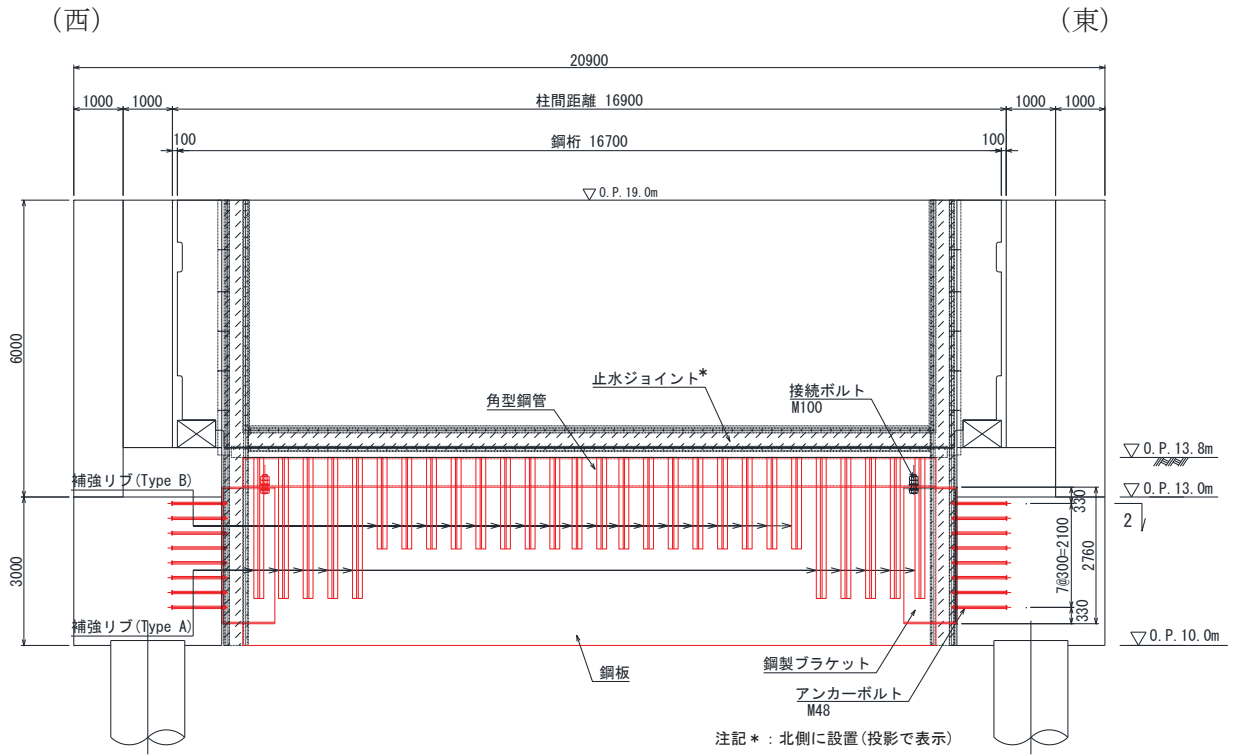 (西)
(東)
20900
1000
1000
柱間距離 16900
1000
1000
100
鋼桁 16700
100
▽O.P.19.0m
6000
止水ジョイント*
接続ボルト
M100
角型鋼管
▽O.P.13.8m
補強リブ(Type B)
▽O.P.13.0m
330
2
7@300=2100
2760
3000
330
補強リブ(Type A)
▽O.P.10.0m
鋼製ブラケット
鋼板
アンカーボルト
M48
注記*:北側に設置(投影で表示)